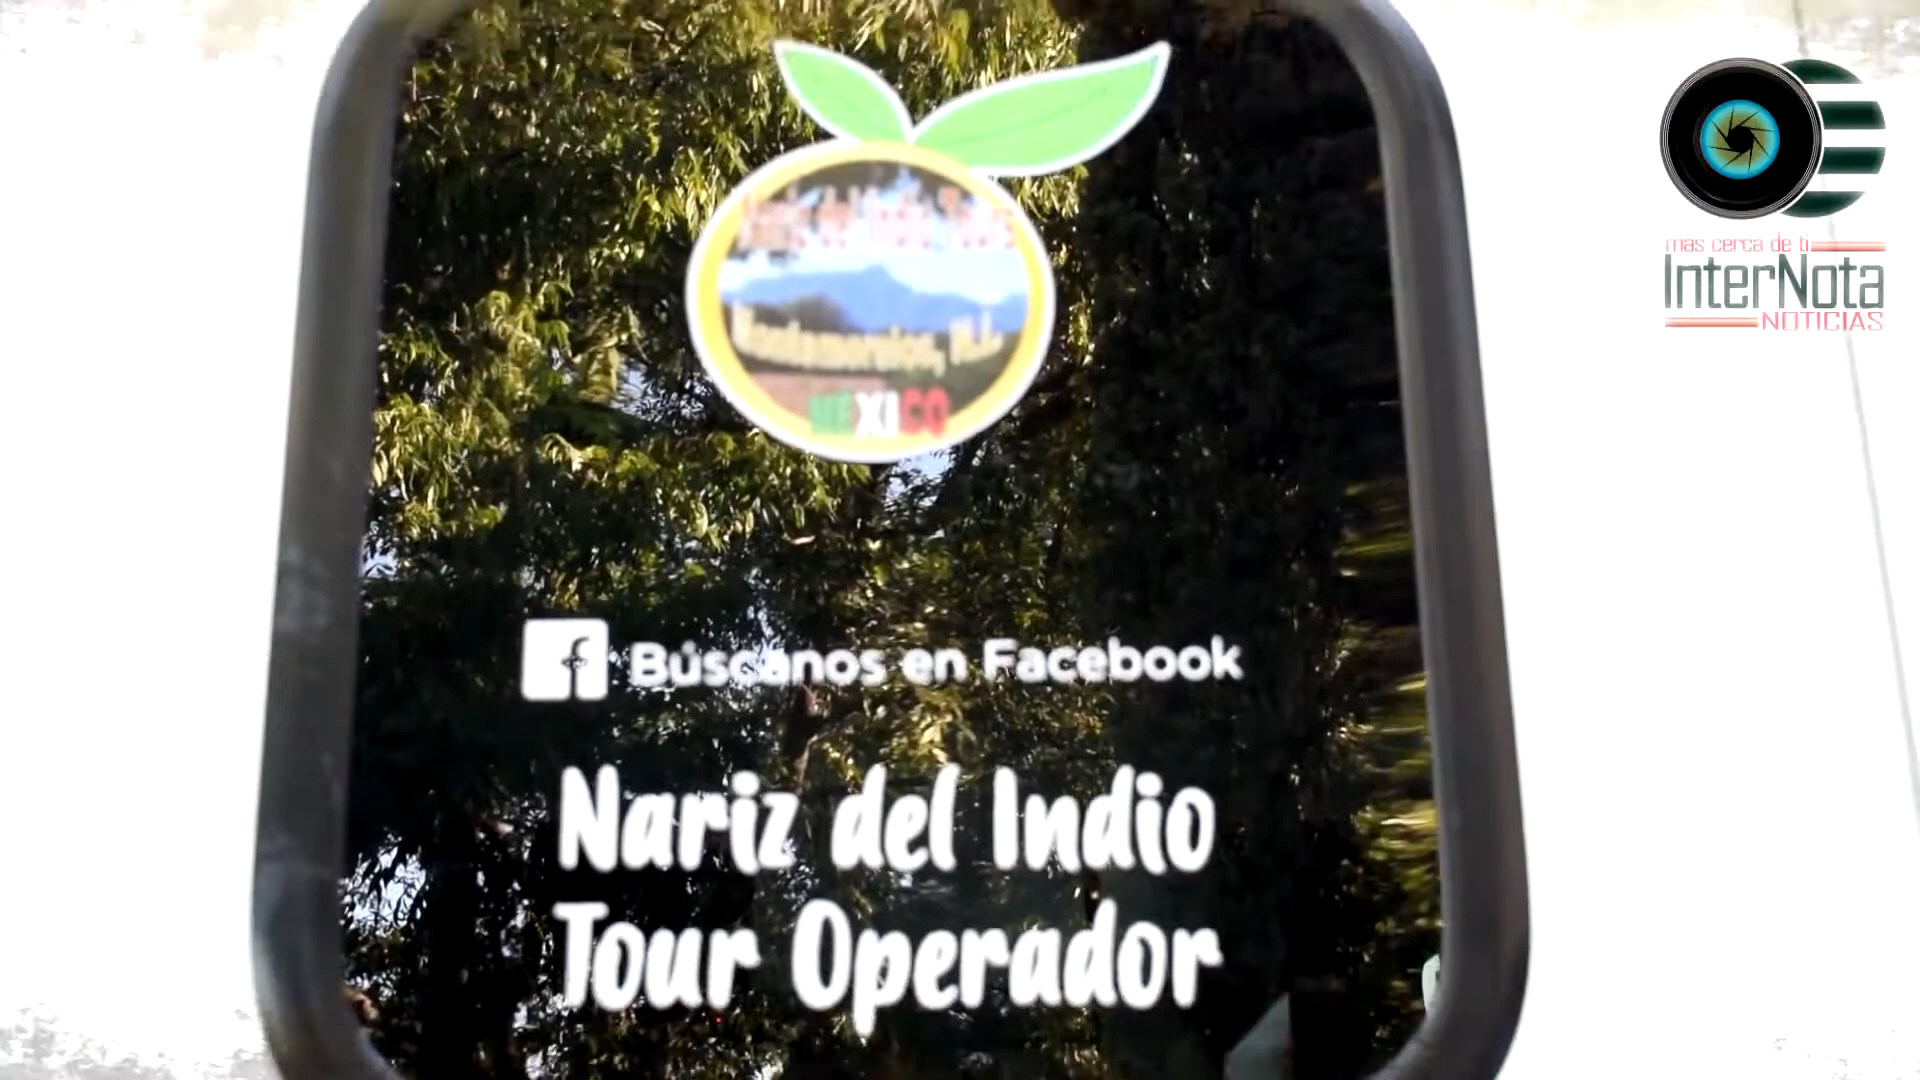 mas cerca de ti
InterNota
NOTICIAS
MEXICO
Búscanos en Facebook
Nariz del Indio
Tour Operador